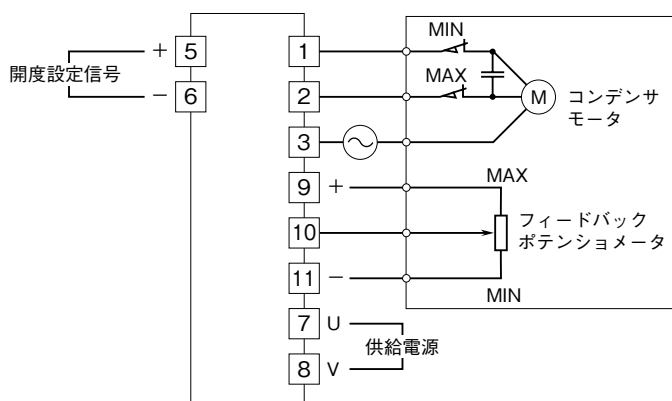 開度設定信号
+ 5
− 6
1
2
3
9 +
10
11 −
7 U
8 V
供給電源
MIN
MAX
M
コンデンサ
モータ
MAX
フィードバック
ポテンショメータ
MIN